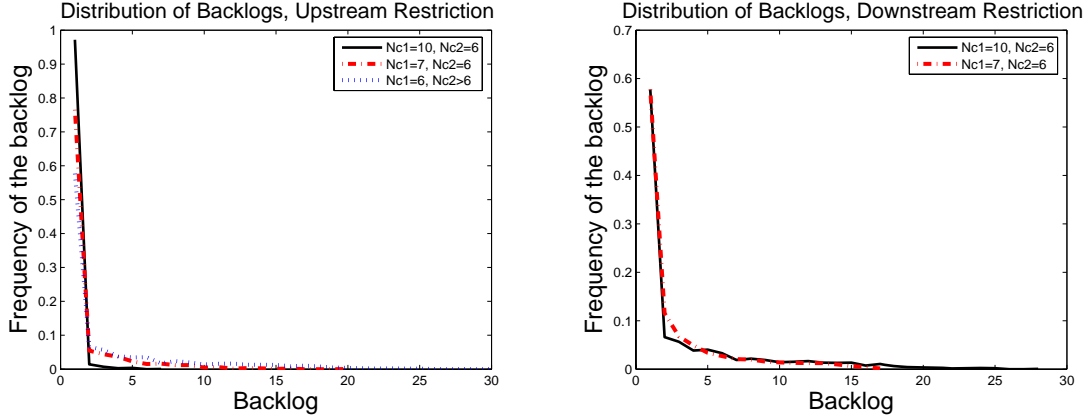 Distribution of Backlogs, Upstream Restriction
Frequency of the backlog
1
0.9
0.8
0.7
0.6
0.5
0.4
0.3
0.2
0.1
0
Nc1=10, Nc2=6
Nc1=7, Nc2=6
Nc1=6, Nc2>6
0 5 10 15 20 25 30
Backlog
Distribution of Backlogs, Downstream Restriction
Frequency of the backlog
0.7
0.6
0.5
0.4
0.3
0.2
0.1
0
Nc1=10, Nc2=6
Nc1=7, Nc2=6
0 5 10 15 20 25 30
Backlog